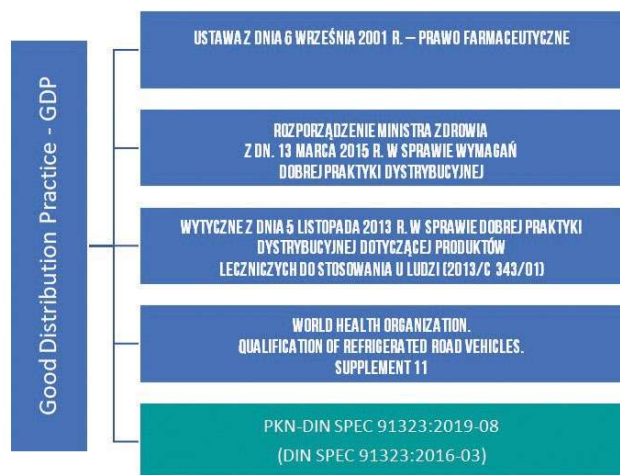 Good Distribution Practice - GDP
USTAWA Z DNIA 6 WRZEŚNIA 2001 R. – PRAWO FARMACEUTYCZNE
ROZPORZĄDZENIE MINISTRA ZDROWIA
Z DN. 13 MARCA 2015 R. W SPRAWIE WYMAGAŃ
DOBREJ PRAKTYKI DYSTRYBUCYJNEJ
WYTYCZNE Z DNIA 5 LISTOPADA 2013 R. W SPRAWIE DOBREJ PRAKTYKI
DYSTRYBUCYJNEJ DOTYCZĄCEJ PRODUKTÓW
LECZNICZYCH DO STOSOWANIA U LUDZI (2013/C 343/01)
WORLD HEALTH ORGANIZATION.
QUALIFICATION OF REFRIGERATED ROAD VEHICLES.
SUPPLEMENT 11
PKN-DIN SPEC 91323:2019-08
(DIN SPEC 91323:2016-03)